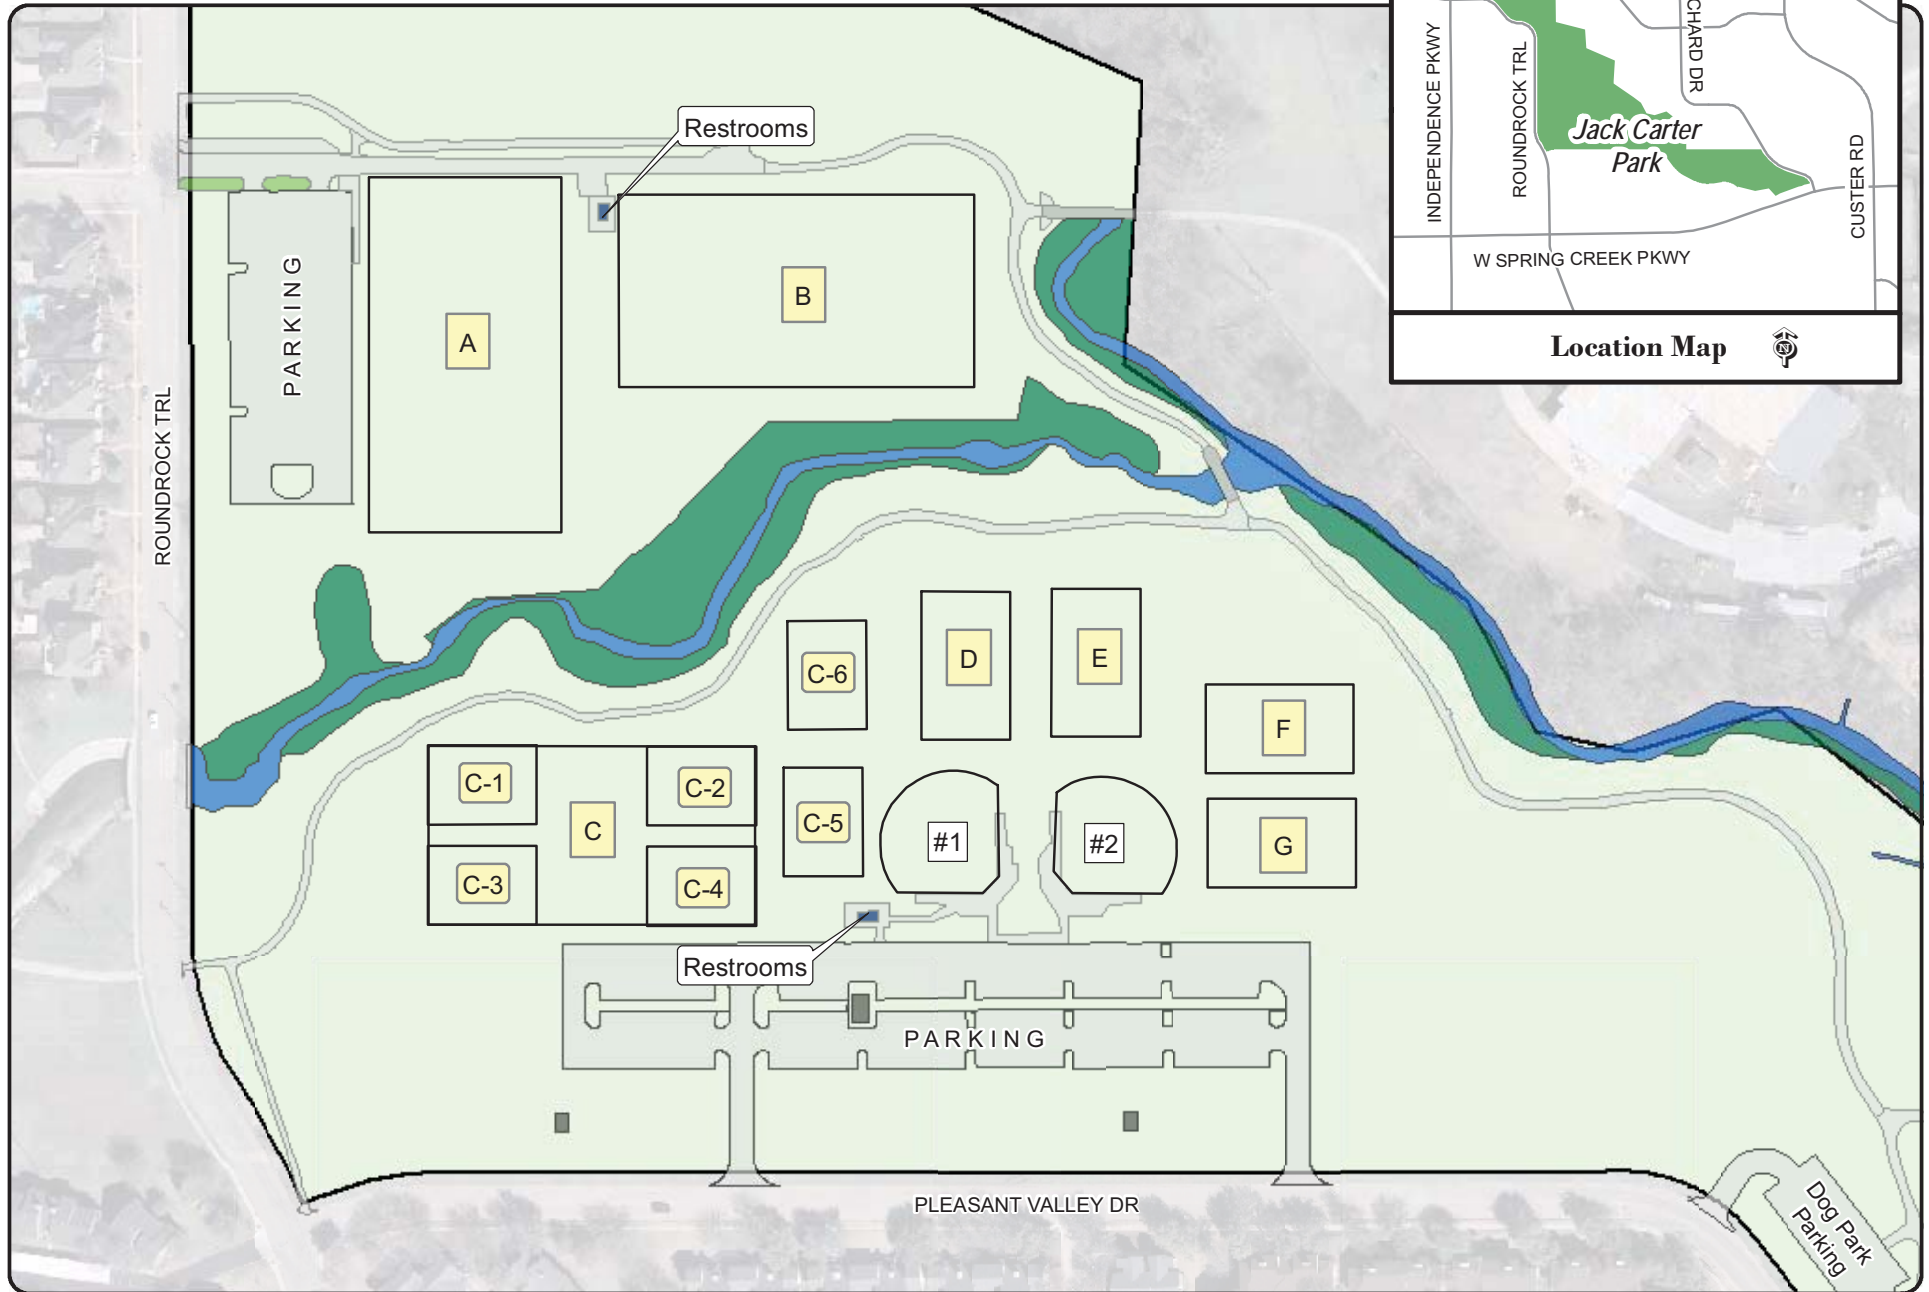 INDEPENDENCE PKWY
ROUNDROCK TRL
CHARD DR
CUSTER RD
Jack Carter
Park
W SPRING CREEK PKWY
Location Map
N
Restrooms
PARKING
A
B
ROUNDROCK TRL
C-6
D
E
F
C-1
C-2
C
C-5
#1
#2
G
C-3
C-4
Restrooms
PARKING
PLEASANT VALLEY DR
Dog Park
Parking